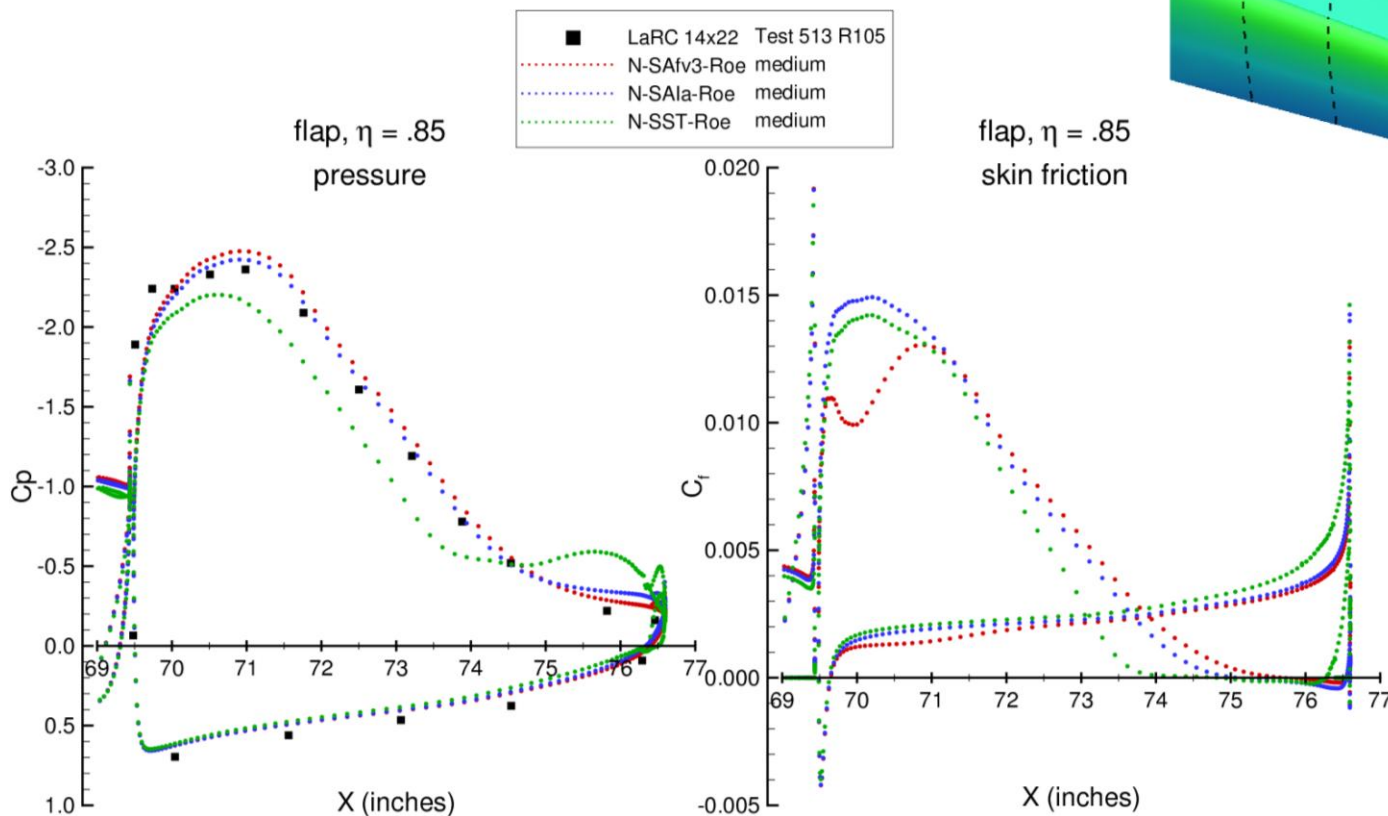 LaRC 14x22 Test 513 R105
N-SAfv3-Roe medium
N-SAIa-Roe medium
N-SST-Roe medium
flap, η = .85
pressure
-3.0
-2.5
-2.0
-1.5
-1.0
-0.5
0.0
0.5
1.0
Cp
69 70 71 72 73 74 75 76 77
X (inches)
flap, η = .85
skin friction
0.020
0.015
0.010
0.005
0.000
-0.005
Cf
69 70 71 72 73 74 75 76 77
X (inches)